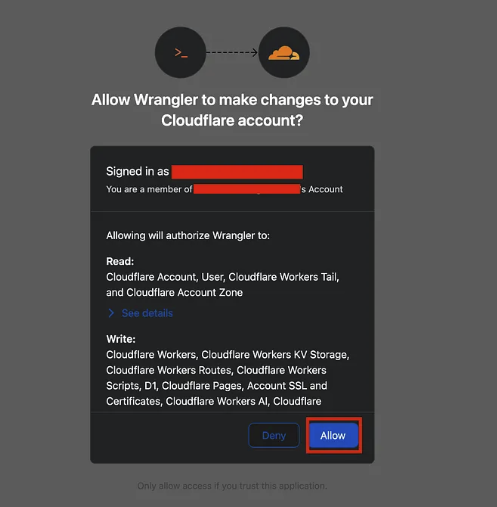 >_
Allow Wrangler to make changes to your
Cloudflare account?
Signed in as
You are a member of 's Account
Allowing will authorize Wrangler to:
Read:
Cloudflare Account, User, Cloudflare Workers Tail,
and Cloudflare Account Zone
> See details
Write:
Cloudflare Workers, Cloudflare Workers KV Storage,
Cloudflare Workers Routes, Cloudflare Workers
Scripts, D1, Cloudflare Pages, Account SSL and
Certificates, Cloudflare Workers AI, Cloudflare
Deny Allow
Only allow access if you trust this application.